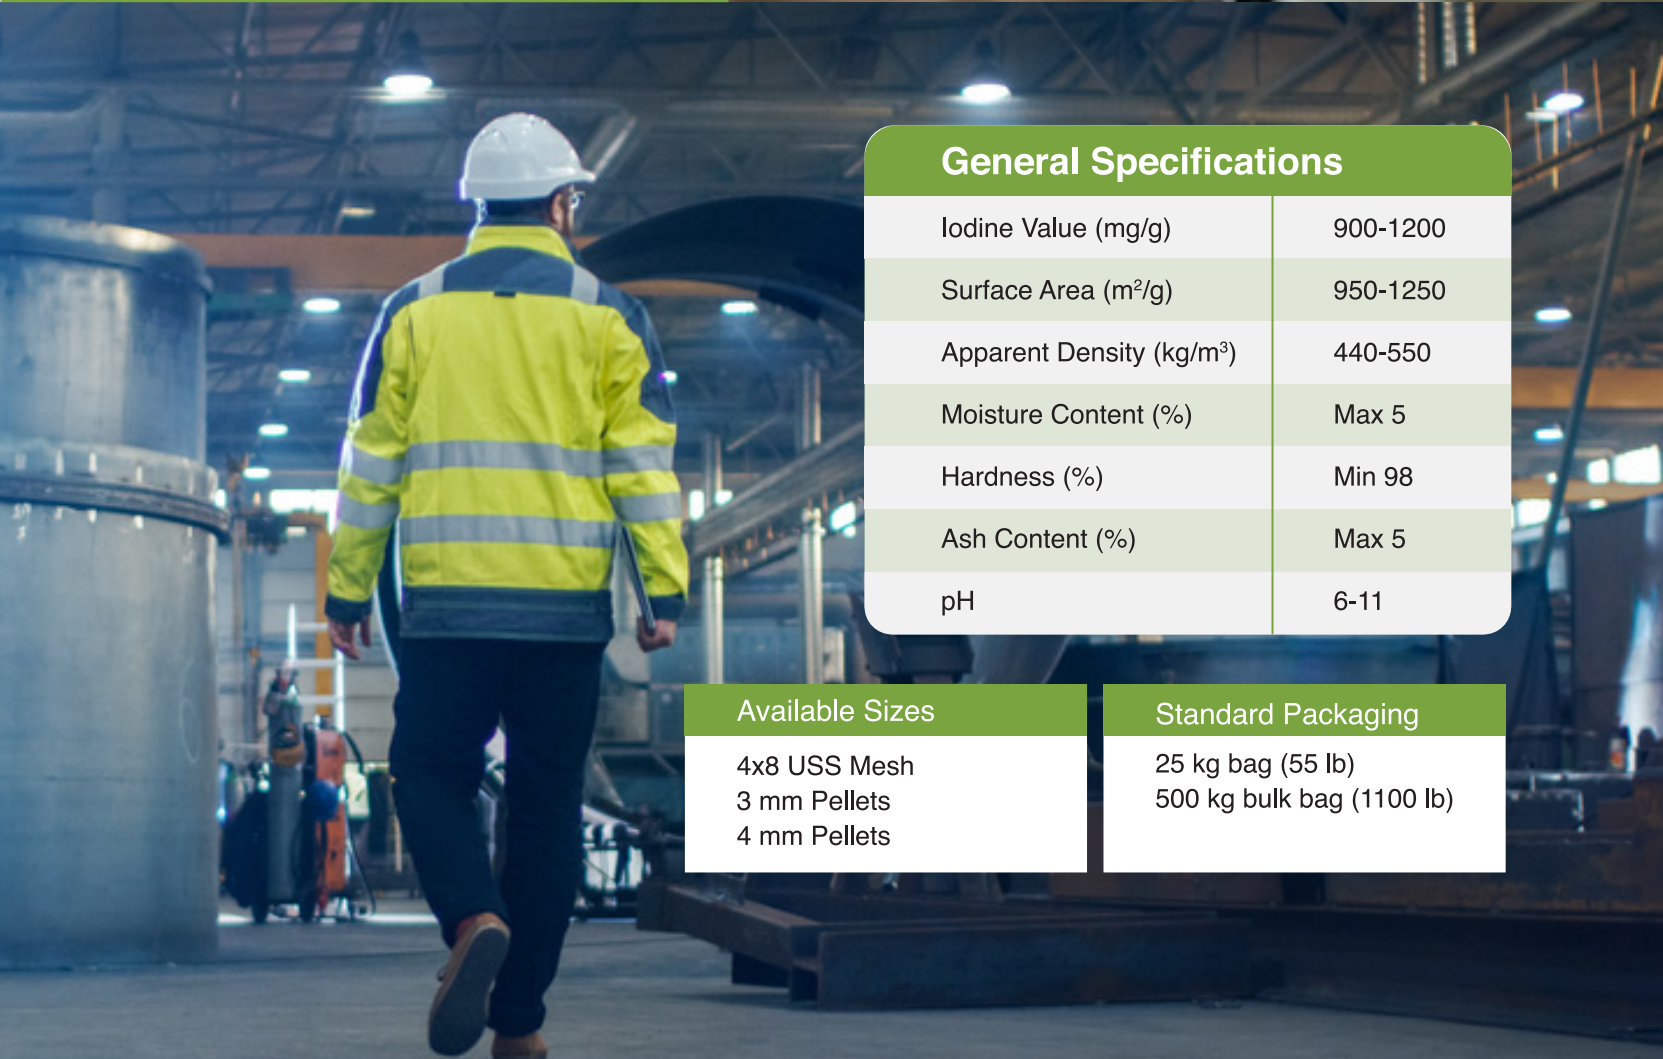 General Specifications
Iodine Value (mg/g) 900-1200
Surface Area (m²/g) 950-1250
Apparent Density (kg/m³) 440-550
Moisture Content (%) Max 5
Hardness (%) Min 98
Ash Content (%) Max 5
pH 6-11
Available Sizes
4x8 USS Mesh
3 mm Pellets
4 mm Pellets
Standard Packaging
25 kg bag (55 lb)
500 kg bulk bag (1100 lb)